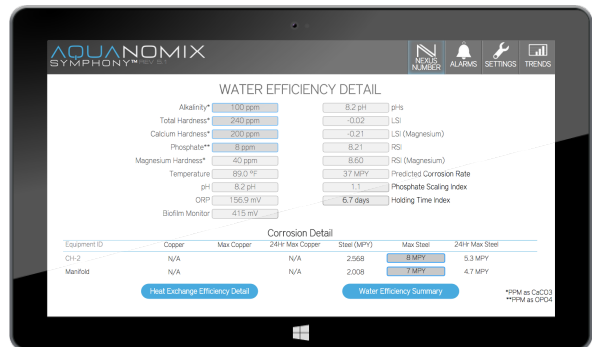 AQUANOMIX
SYMPHONY™ REV 5.1
NEXUS NUMBER
ALARMS
SETTINGS
TRENDS
WATER EFFICIENCY DETAIL
Alkalinity* 100 ppm 8.2 pH pHs
Total Hardness* 240 ppm -0.02 LSI
Calcium Hardness* 200 ppm -0.21 LSI (Magnesium)
Phosphate** 8 ppm 8.21 RSI
Magnesium Hardness* 40 ppm 8.60 RSI (Magnesium)
Temperature 89.0 ºF 37 MPY Predicted Corrosion Rate
pH 8.2 pH 1.1 Phosphate Scaling Index
ORP 156.9 mV 6.7 days Holding Time Index
Biofilm Monitor 415 mV
Corrosion Detail
Equipment ID Copper Max Copper 24Hr Max Copper Steel (MPY) Max Steel 24Hr Max Steel
CH-2 N/A N/A 2.568 8 MPY 5.3 MPY
Manifold N/A N/A 2.008 7 MPY 4.7 MPY
Heat Exchange Efficiency Detail
Water Efficiency Summary
*PPM as CaCO3
**PPM as OPO4